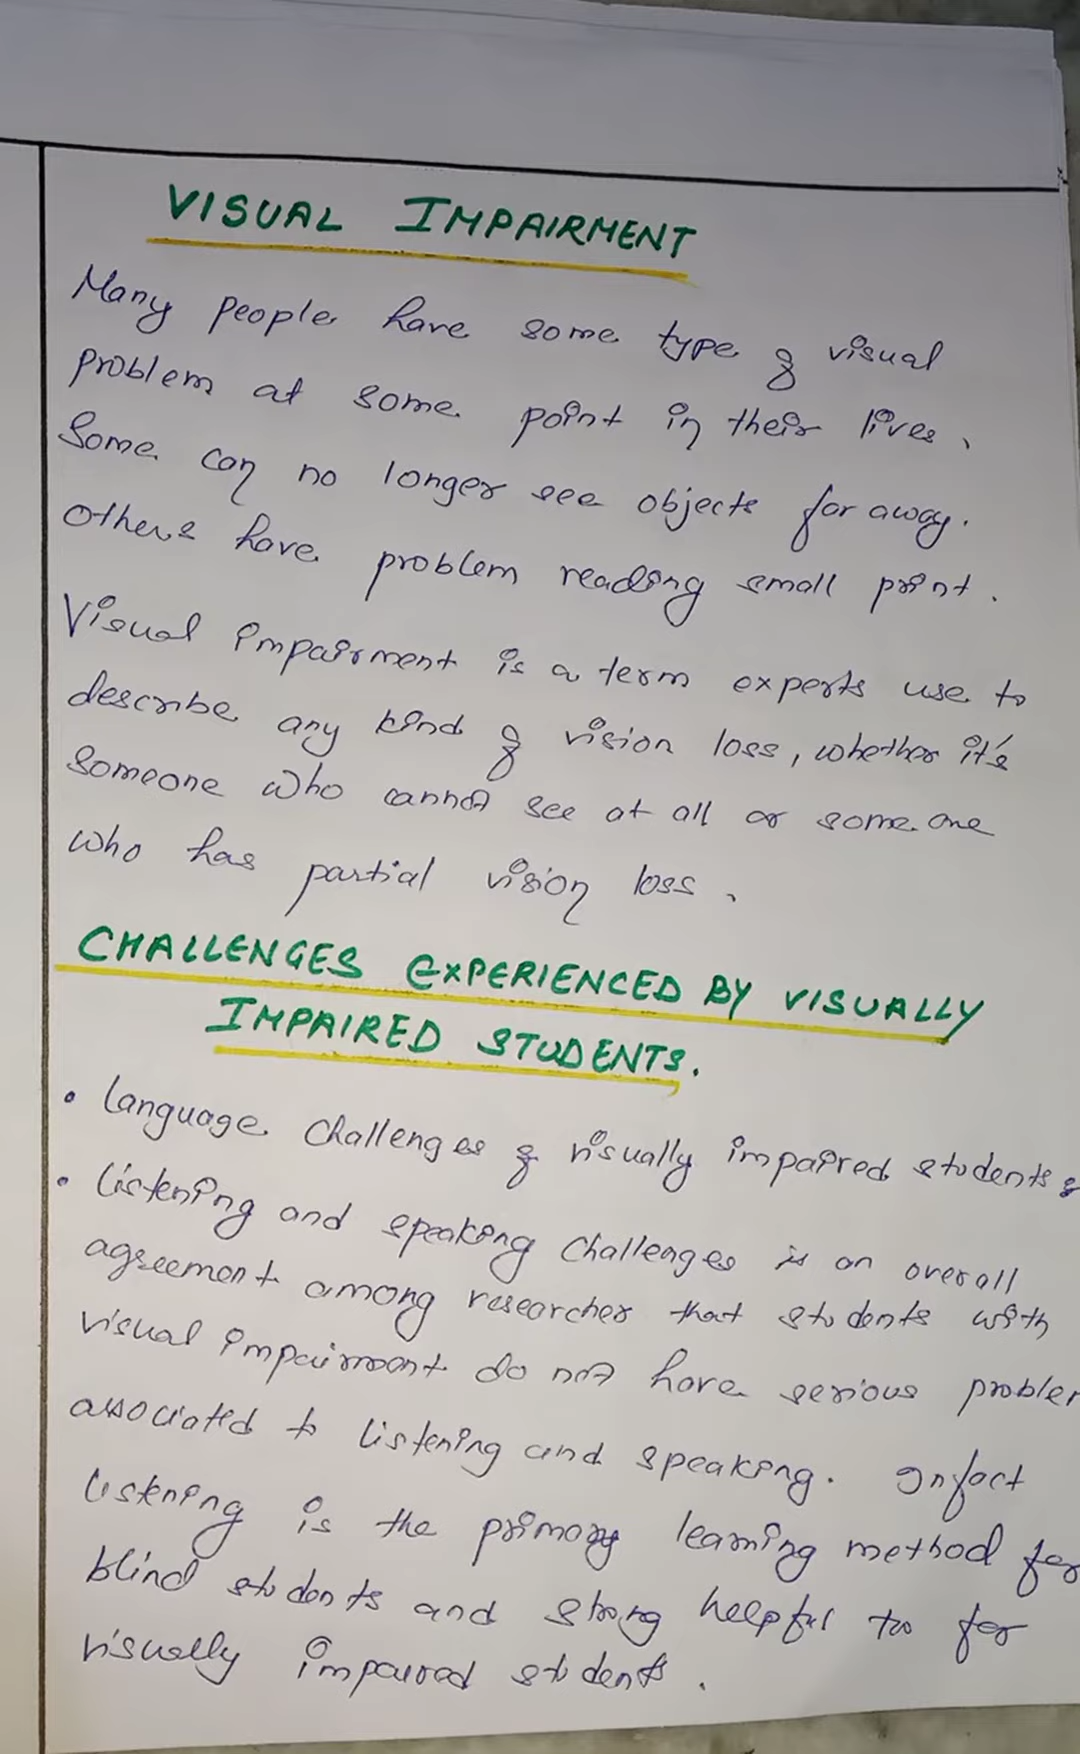 VISUAL IMPAIRMENT
Many people have some type of visual
problem at some point in their lives.
Some can no longer see objects far away.
others have problem reading small print.
Visual impairment is a term experts use to
describe any kind of vision loss, whether it's
someone who cannot see at all or some one
who has partial vision loss.
CHALLENGES EXPERIENCED BY VISUALLY
IMPAIRED STUDENTS.
• Language challenges of visually impaired students
• Listening and speaking challenges is an overall
agreement among researcher that students with
visual impairment do not have serious problem
associated to listening and speaking. Infact
listening is the primary learning method for
blind students and strong helpful too for
visually impaired students.